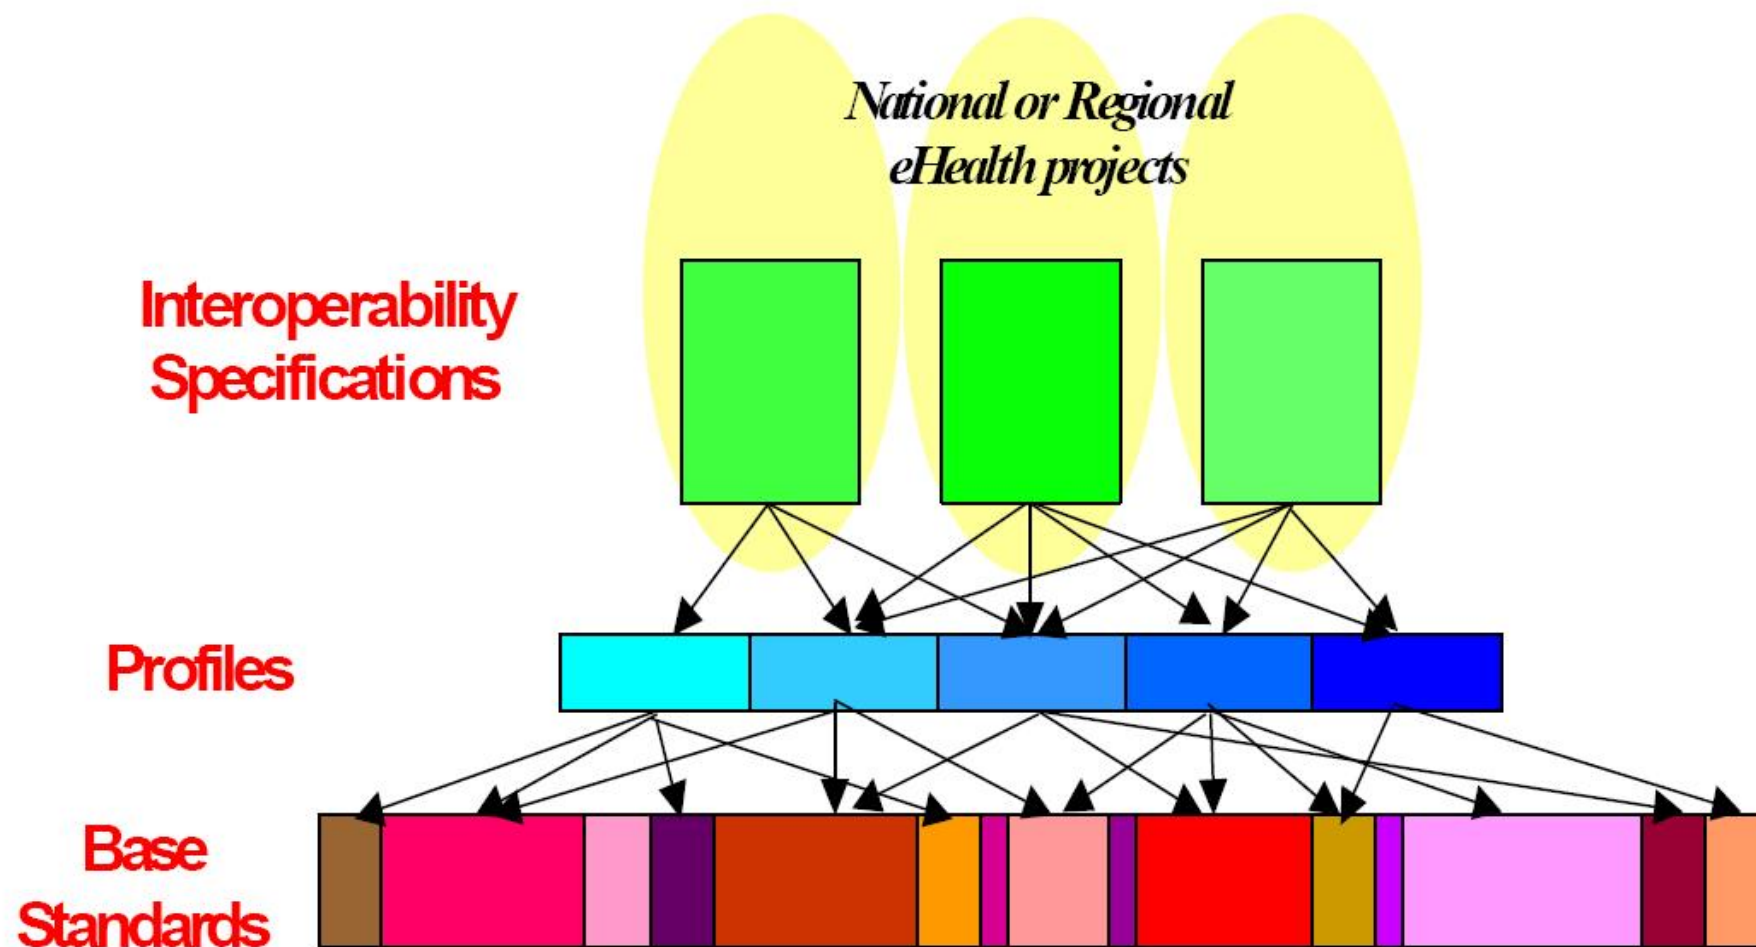 National or Regional
eHealth projects
Interoperability
Specifications
Profiles
Base
Standards